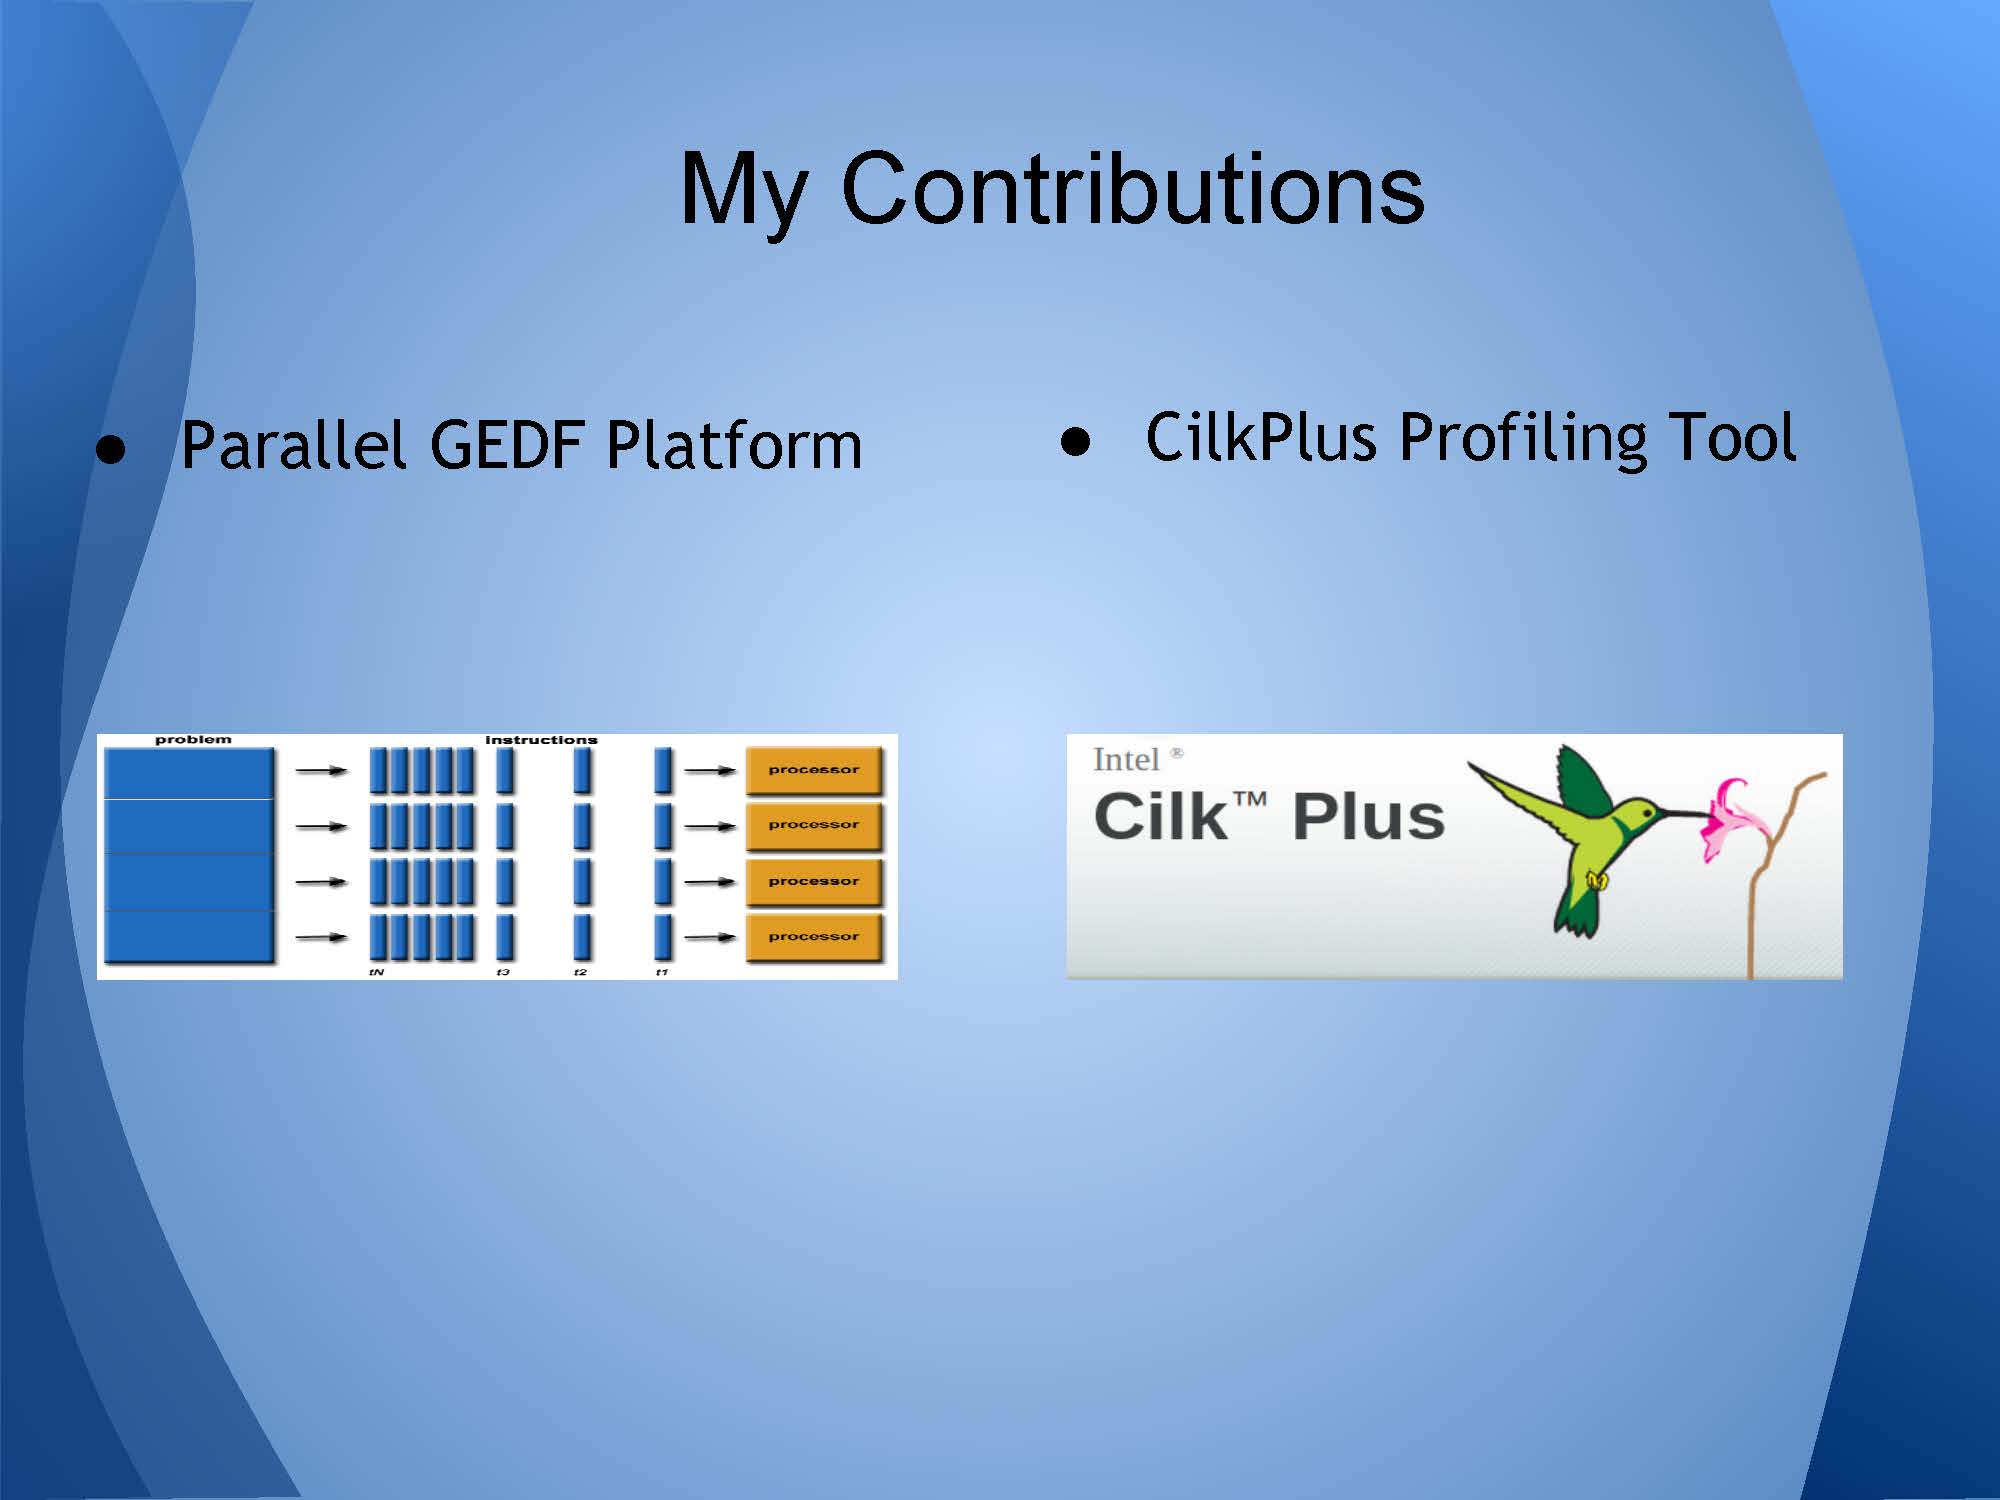 My Contributions
● Parallel GEDF Platform
● CilkPlus Profiling Tool
problem
instructions
processor
processor
processor
processor
tN
t3
t2
t1
Intel ®
Cilk™ Plus